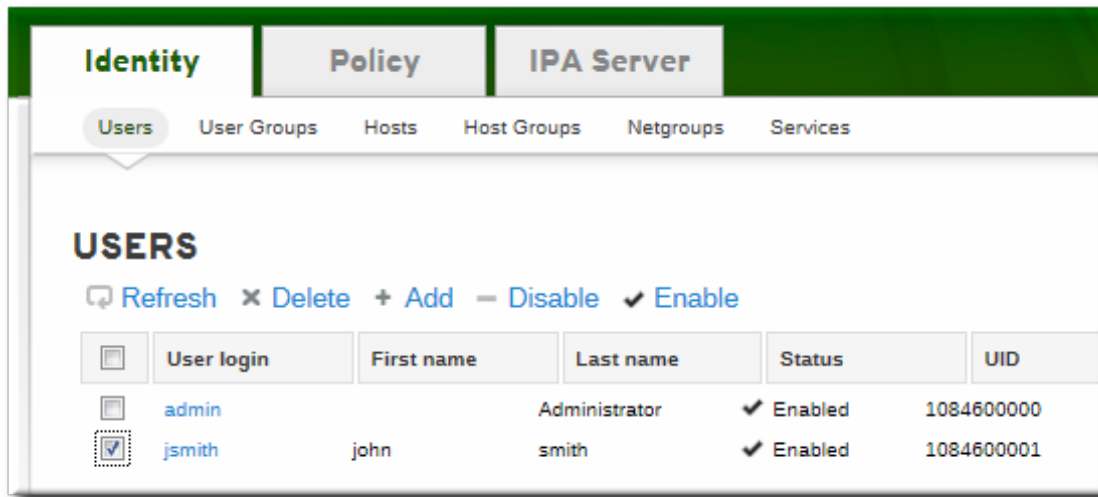 Identity Policy IPA Server
Users User Groups Hosts Host Groups Netgroups Services
USERS
Refresh Delete Add Disable Enable
User login First name Last name Status UID
admin Administrator Enabled 1084600000
jsmith john smith Enabled 1084600001